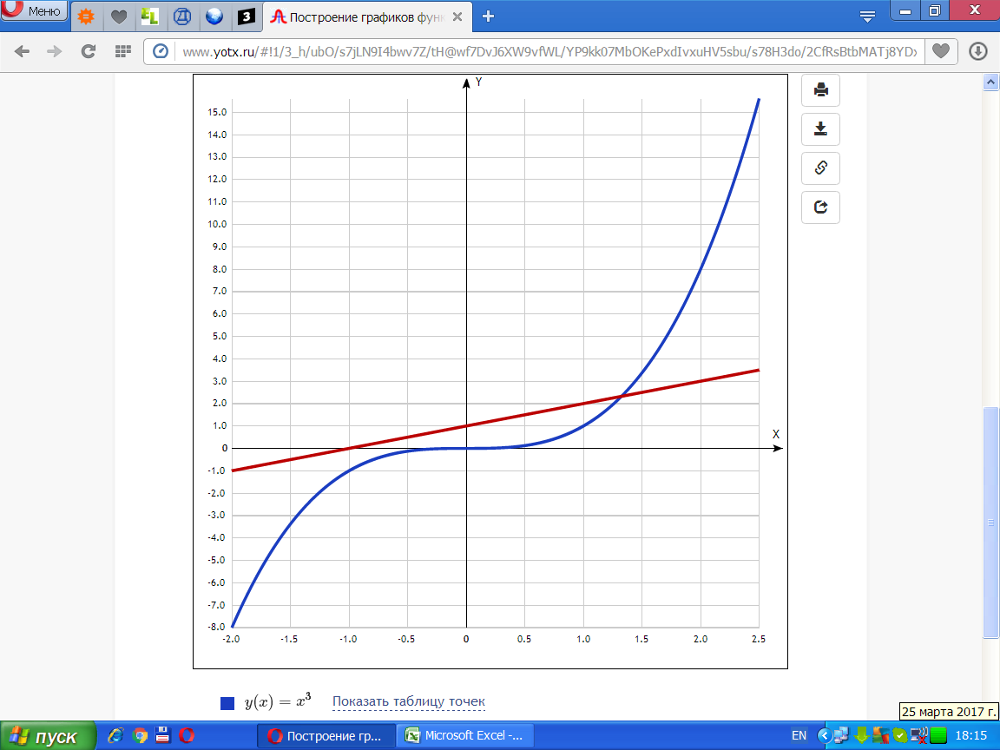 Меню
Построение графиков фун
www.yotx.ru/#!1/3_h/ubO/s7jLN9I4bwv7Z/tH@wf7DvJ6XW9vfWL/YP9kk07MbOKePxdIvxuHV5sbu/s78H3do/2CfRsBtbMATj8YDx
Y
15.0
14.0
13.0
12.0
11.0
10.0
9.0
8.0
7.0
6.0
5.0
4.0
3.0
2.0
1.0
X
0
-1.0
-2.0
-3.0
-4.0
-5.0
-6.0
-7.0
-8.0
-2.0 -1.5 -1.0 -0.5 0 0.5 1.0 1.5 2.0 2.5
y(x) = x³ Показать таблицу точек
25 марта 2017 г.
пуск Построение гр... Microsoft Excel -... EN 18:15